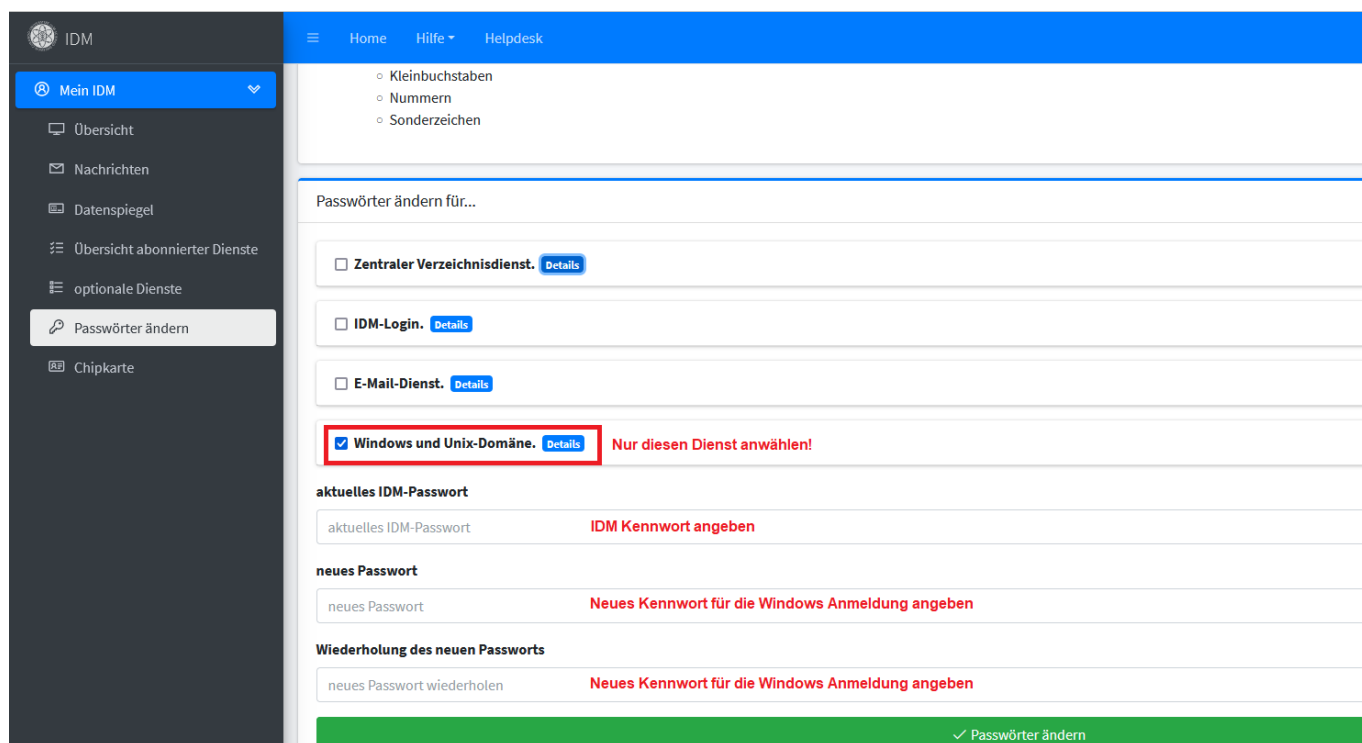 IDM
Home Hilfe Helpdesk
Mein IDM
Übersicht
Nachrichten
Datenspiegel
Übersicht abonnierter Dienste
optionale Dienste
Passwörter ändern
Chipkarte
Kleinbuchstaben
Nummern
Sonderzeichen
Passwörter ändern für...
Zentraler Verzeichnisdienst. Details
IDM-Login. Details
E-Mail-Dienst. Details
Windows und Unix-Domäne. Details Nur diesen Dienst anwählen!
aktuelles IDM-Passwort
aktuelles IDM-Passwort IDM Kennwort angeben
neues Passwort
neues Passwort Neues Kennwort für die Windows Anmeldung angeben
Wiederholung des neuen Passworts
neues Passwort wiederholen Neues Kennwort für die Windows Anmeldung angeben
Passwörter ändern